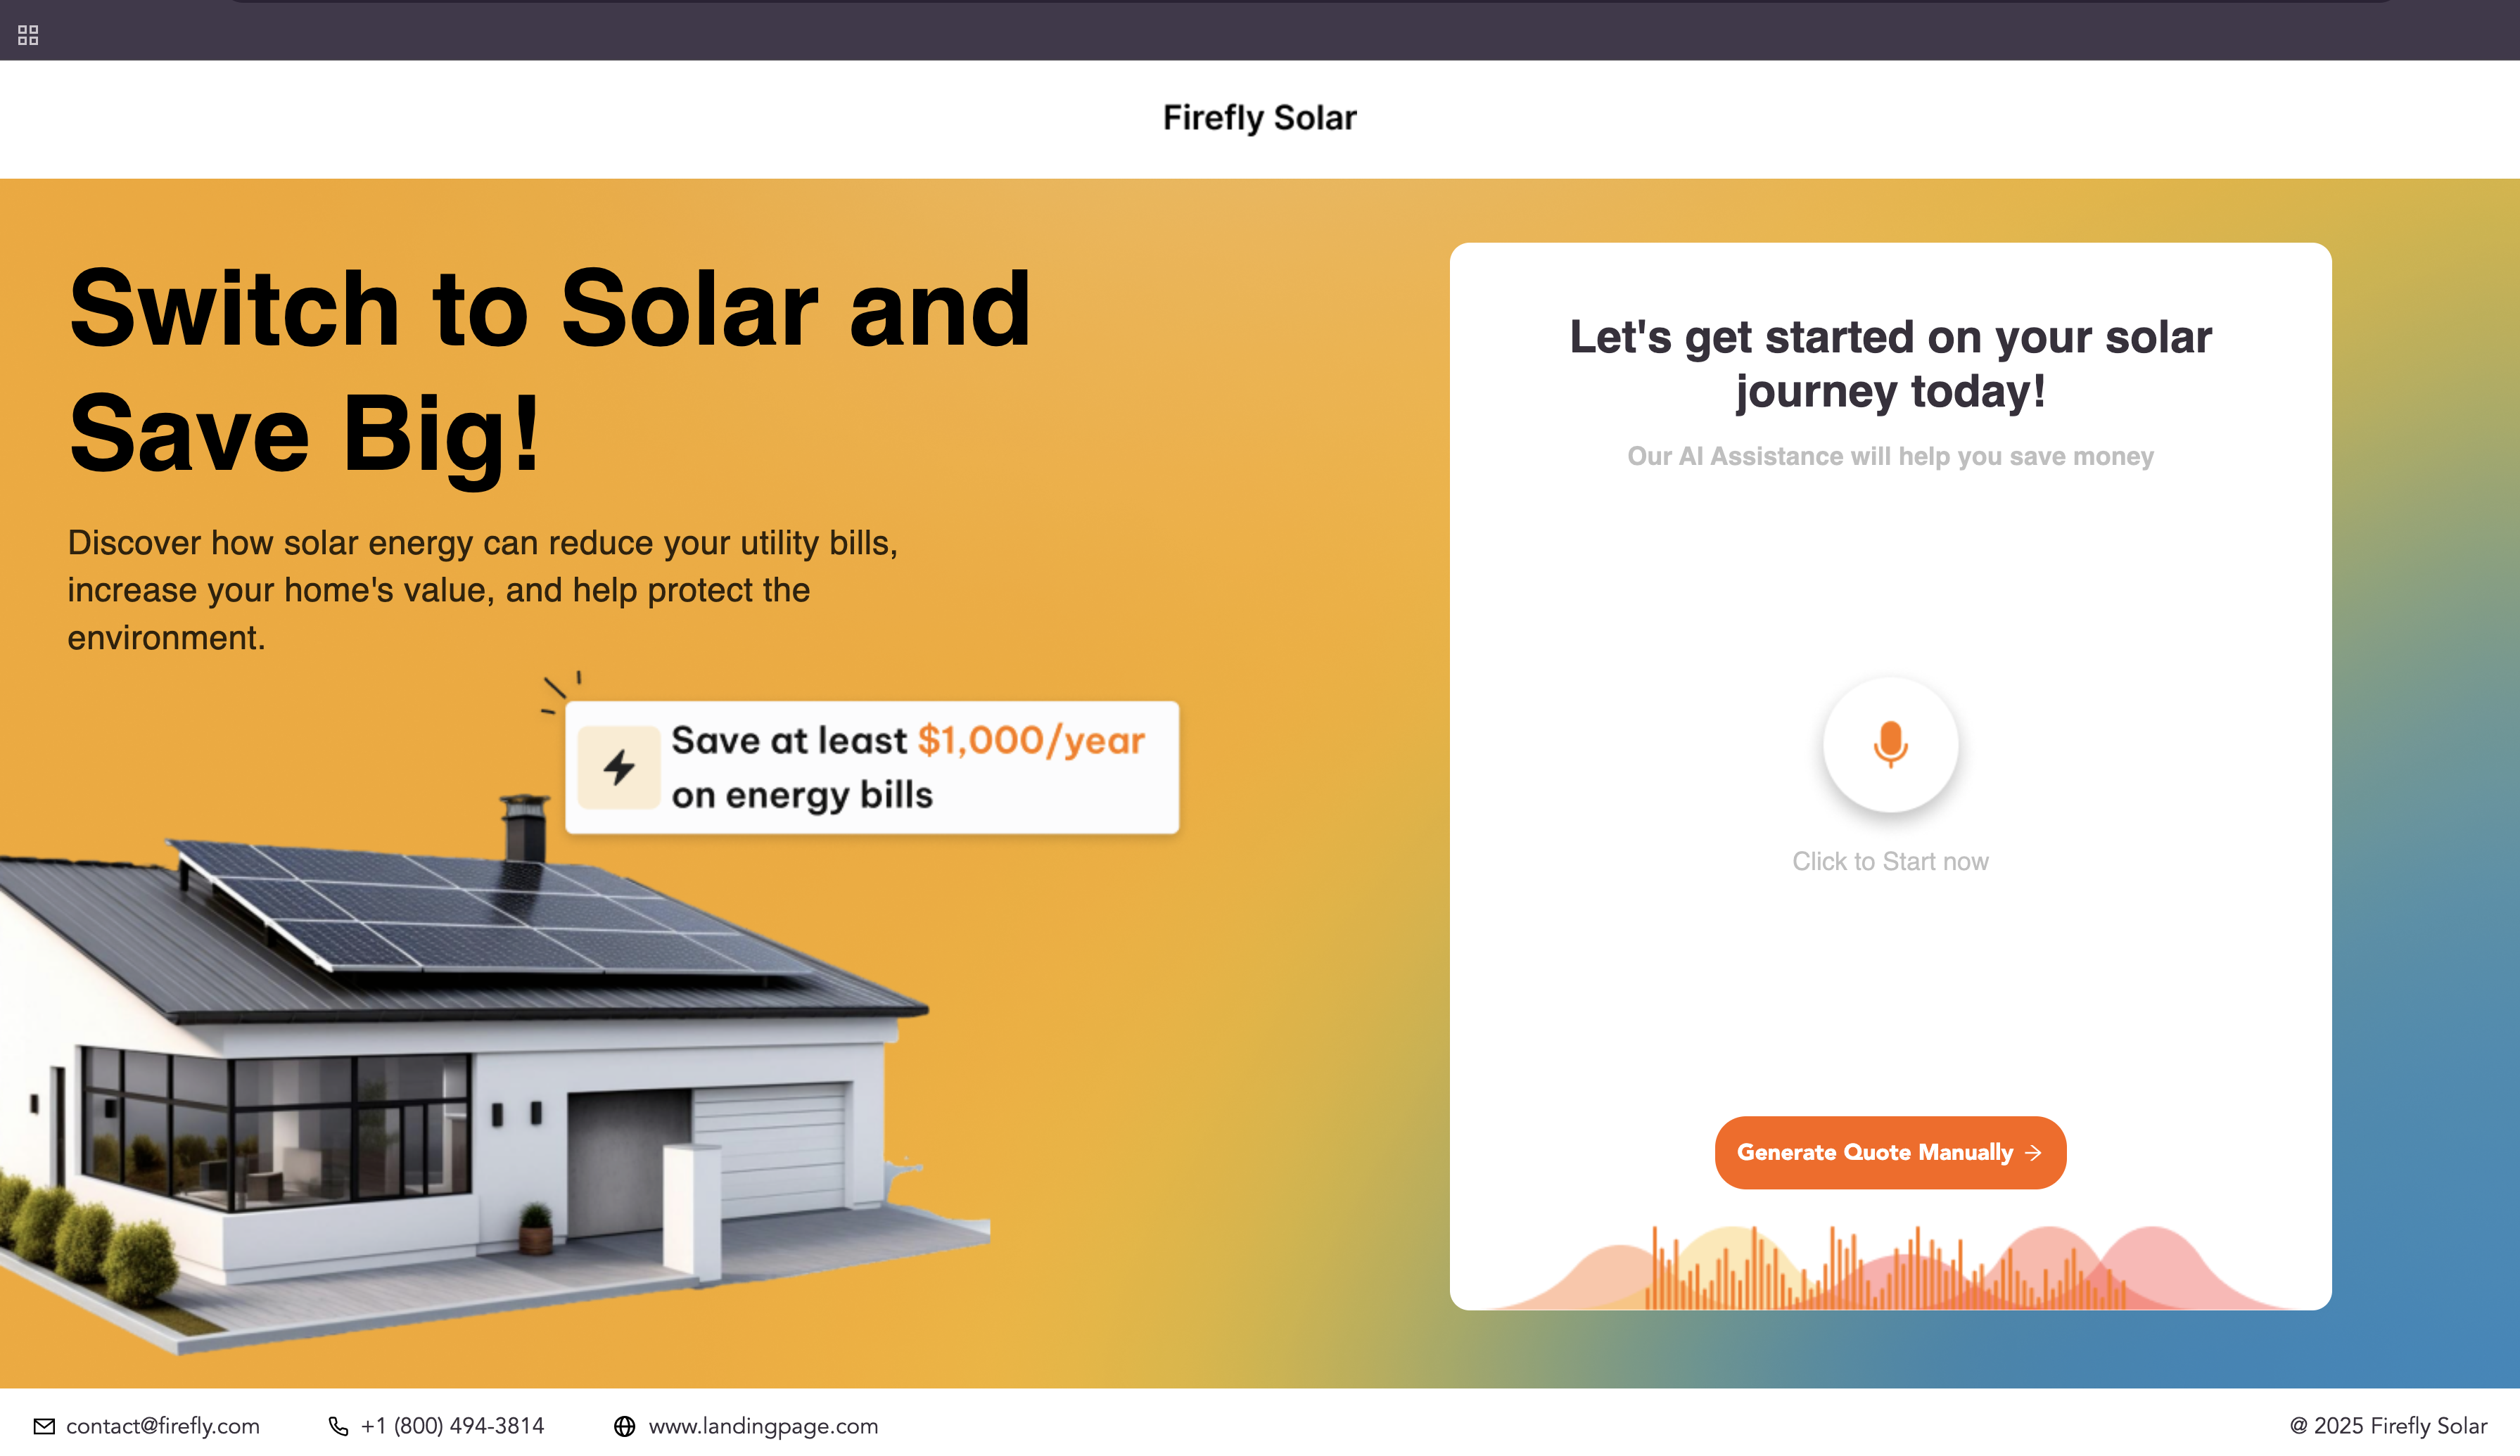 Firefly Solar
Switch to Solar and
Save Big!
Discover how solar energy can reduce your utility bills,
increase your home's value, and help protect the
environment.
Save at least $1,000/year
on energy bills
Let's get started on your solar
journey today!
Our AI Assistance will help you save money
Click to Start now
Generate Quote Manually →
contact@firefly.com
+1 (800) 494-3814
www.landingpage.com
@ 2025 Firefly Solar